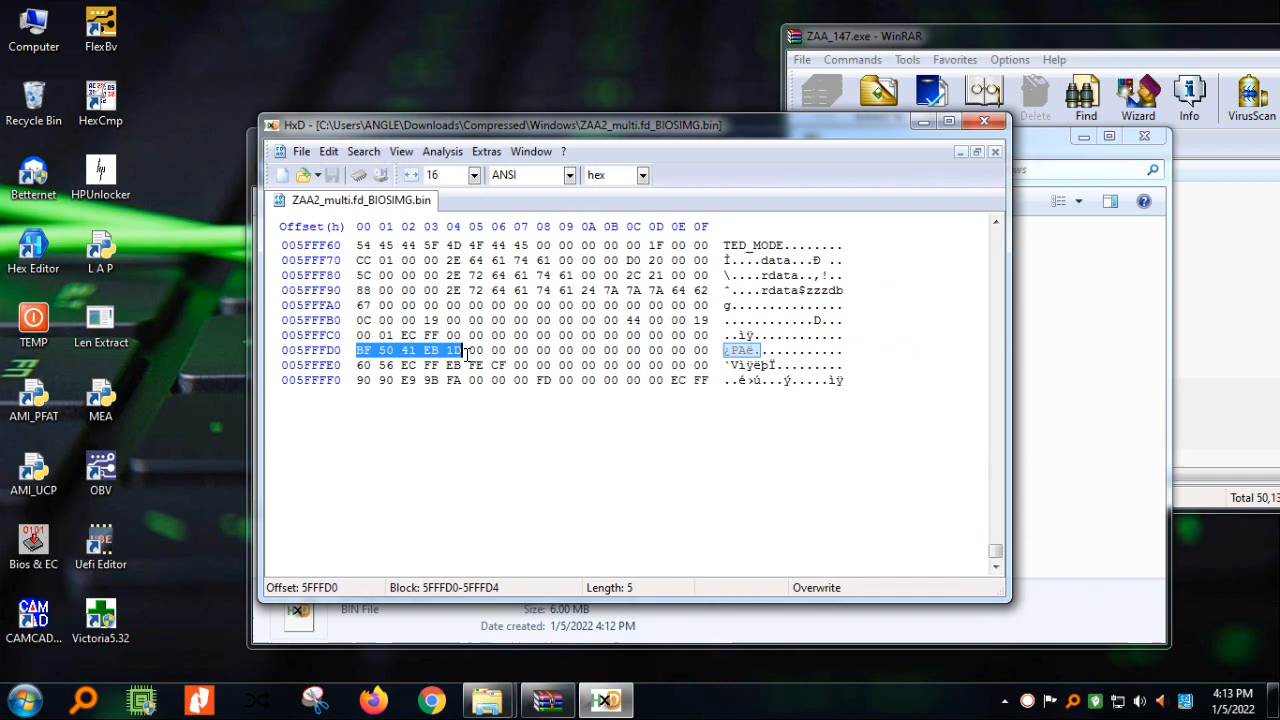 Computer
FlexBv
Recycle Bin
HexCmp
Betternet
HPUnlocker
Hex Editor
L A P
TEMP
Len Extract
AMI_PFAT
MEA
AMI_UCP
OBV
Bios & EC
Uefi Editor
CAMCAD...
Victoria5.32
ZAA_147.exe - WinRAR
File Commands Tools Favorites Options Help
Delete Find Wizard Info VirusScan
HxD - [C:\Users\ANGLE\Downloads\Compressed\Windows\ZAA2_multi.fd_BIOSIMG.bin]
File Edit Search View Analysis Extras Window ?
16 ANSI hex
ZAA2_multi.fd_BIOSIMG.bin
Offset(h) 00 01 02 03 04 05 06 07 08 09 0A 0B 0C 0D 0E 0F
005FFF60 54 45 44 5F 4D 4F 44 45 00 00 00 00 00 1F 00 00 TED_MODE........
005FFF70 CC 01 00 00 2E 64 61 74 61 00 00 00 D0 20 00 00 Ì....data...Ð ..
005FFF80 5C 00 00 00 2E 72 64 61 74 61 00 00 2C 21 00 00 \....rdata..,!..
005FFF90 88 00 00 00 2E 72 64 61 74 61 24 7A 7A 7A 64 62 ˆ....rdata$zzzdb
005FFFA0 67 00 00 00 00 00 00 00 00 00 00 00 00 00 00 00 g...............
005FFFB0 0C 00 00 19 00 00 00 00 00 00 00 00 44 00 00 19 ............D...
005FFFC0 00 01 EC FF 00 00 00 00 00 00 00 00 00 00 00 00 ..ìÿ............
005FFFD0 BF 50 41 EB 1D 00 00 00 00 00 00 00 00 00 00 00 ¿PAë............
005FFFE0 60 56 EC FF EB FE CF 00 00 00 00 00 00 00 00 00 `VìÿëþÏ.........
005FFFF0 90 90 E9 9B FA 00 00 00 FD 00 00 00 00 00 EC FF ..é›ú...ý.....ìÿ
Offset: 5FFFD0 Block: 5FFFD0-5FFFD4 Length: 5 Overwrite
Total 50,13
BIN File Size: 6.00 MB
Date created: 1/5/2022 4:12 PM
4:13 PM
1/5/2022